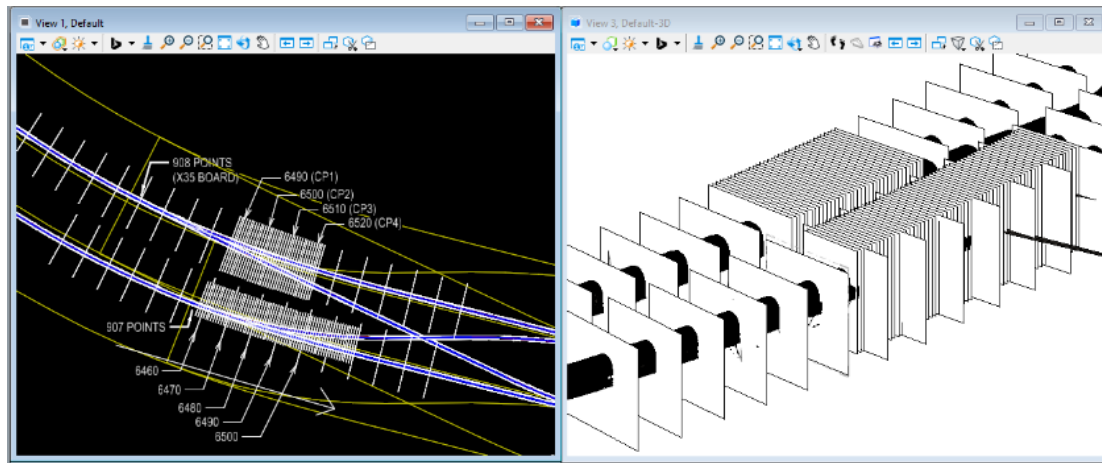 View 1, Default
View 3, Default-3D
908 POINTS
(X35 BOARD)
6490 (CP1)
6500 (CP2)
6510 (CP3)
6520 (CP4)
907 POINTS
6460
6470
6480
6490
6500